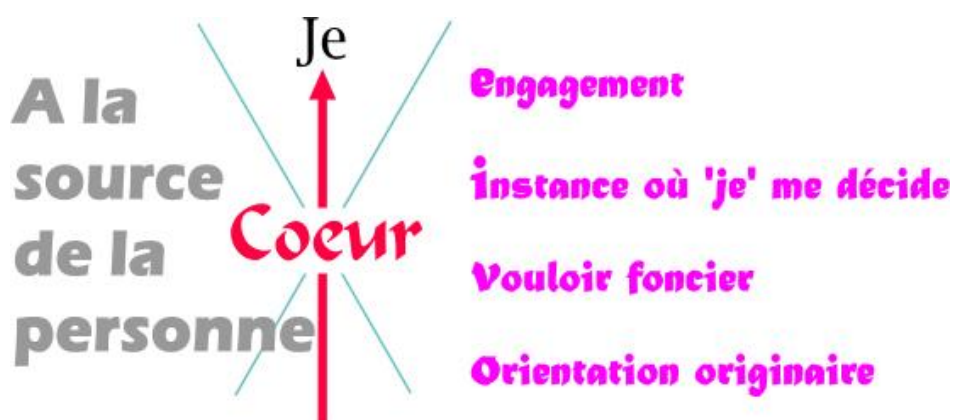 Je
A la
source
de la
personne
Coeur
Engagement
Instance où 'je' me décide
Vouloir foncier
Orientation originaire